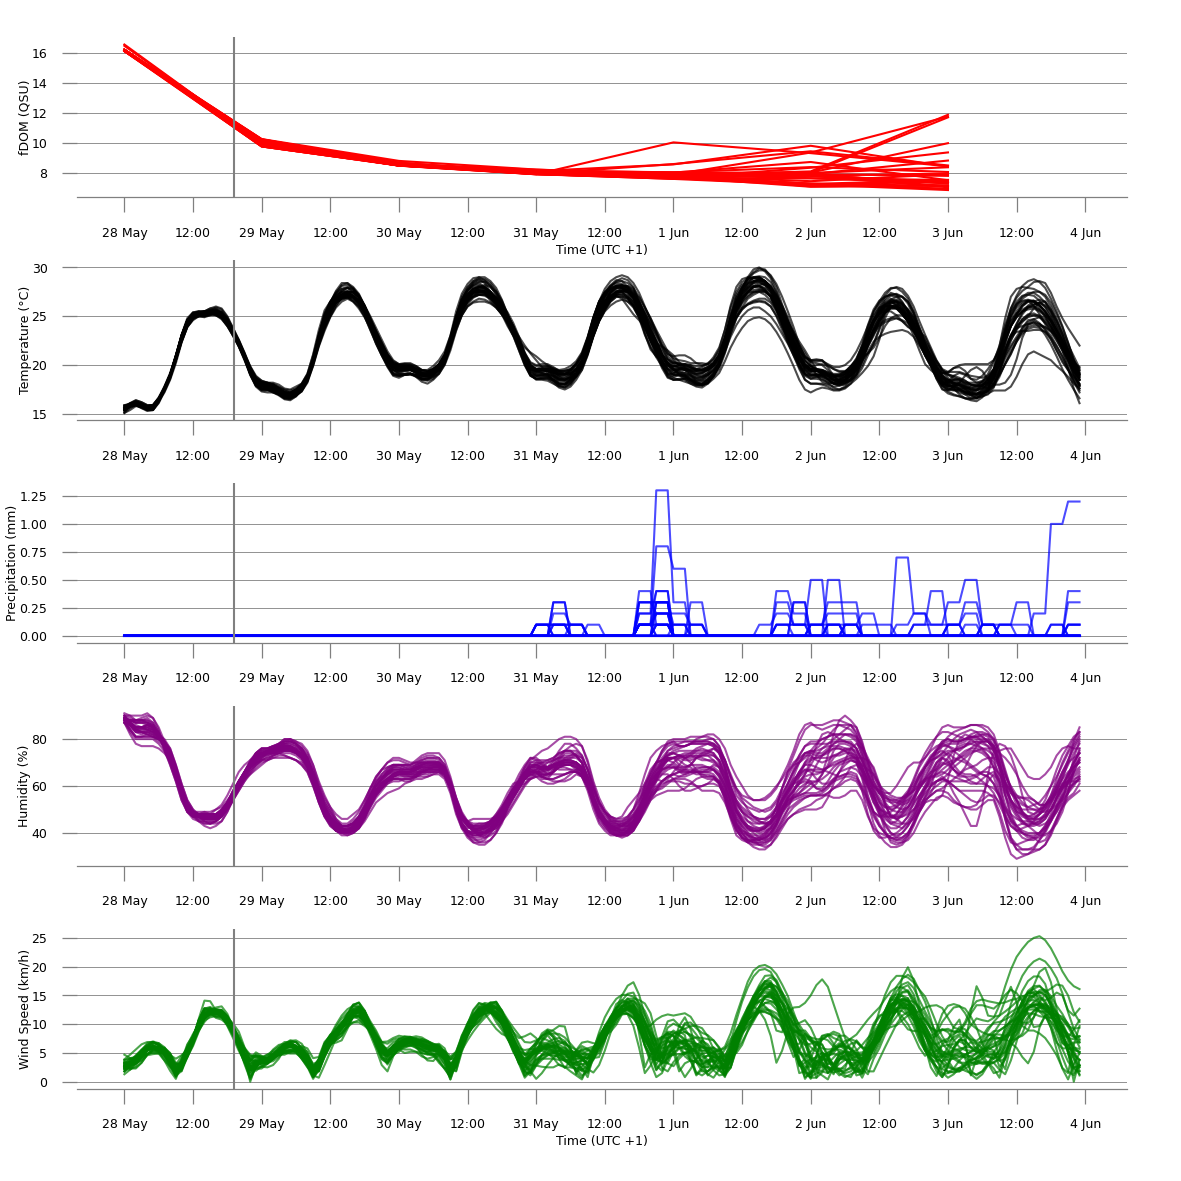 fDOM (QSU)
16
14
12
10
8
28 May 12:00 29 May 12:00 30 May 12:00 31 May 12:00 1 Jun 12:00 2 Jun 12:00 3 Jun 12:00 4 Jun
Time (UTC +1)
Temperature (°C)
30
25
20
15
28 May 12:00 29 May 12:00 30 May 12:00 31 May 12:00 1 Jun 12:00 2 Jun 12:00 3 Jun 12:00 4 Jun
Precipitation (mm)
1.25
1.00
0.75
0.50
0.25
0.00
28 May 12:00 29 May 12:00 30 May 12:00 31 May 12:00 1 Jun 12:00 2 Jun 12:00 3 Jun 12:00 4 Jun
Humidity (%)
80
60
40
28 May 12:00 29 May 12:00 30 May 12:00 31 May 12:00 1 Jun 12:00 2 Jun 12:00 3 Jun 12:00 4 Jun
Wind Speed (km/h)
25
20
15
10
5
0
28 May 12:00 29 May 12:00 30 May 12:00 31 May 12:00 1 Jun 12:00 2 Jun 12:00 3 Jun 12:00 4 Jun
Time (UTC +1)